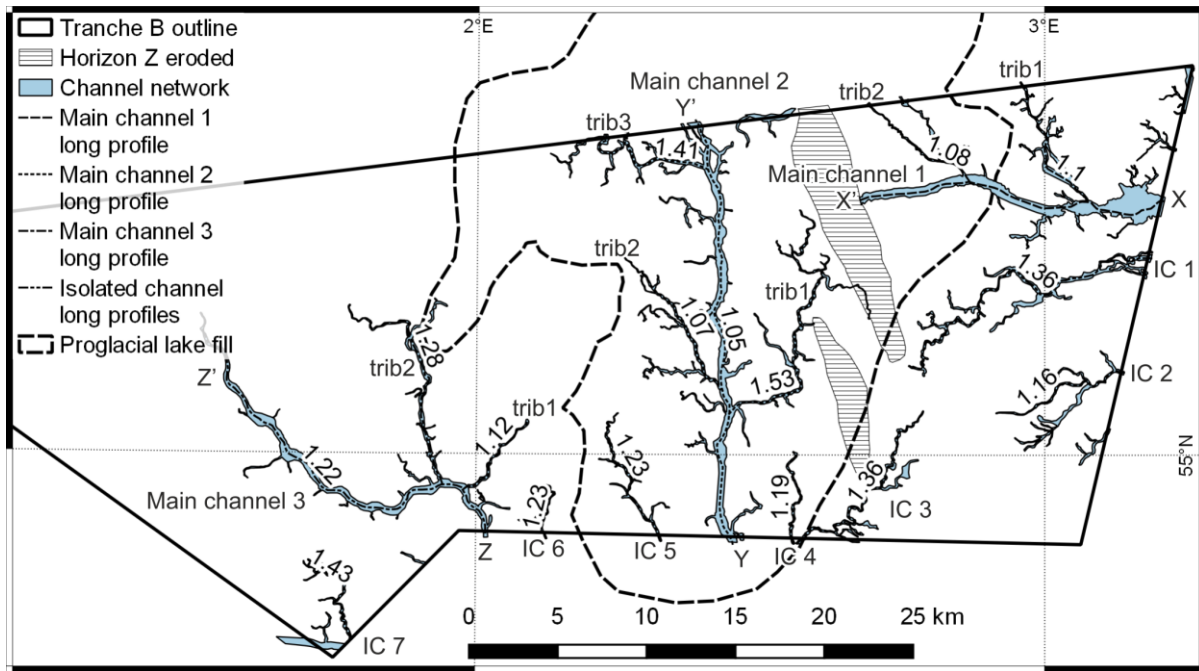 Tranche B outline
Horizon Z eroded
Channel network
Main channel 1
long profile
Main channel 2
long profile
Main channel 3
long profile
Isolated channel
long profiles
Proglacial lake fill
2°E
3°E
55°N
Main channel 2
Y'
trib3
1.41
trib2
1.08
trib1
1.1
Main channel 1
X'
X
IC 1
1.36
trib2
1.07
1.05
trib1
1.53
1.28
trib2
Z'
trib1
1.12
1.22
Main channel 3
Z
1.23
IC 6
1.23
IC 5
Y
1.19
IC 4
1.36
IC 3
1.16
IC 2
1.43
IC 7
0 5 10 15 20 25 km